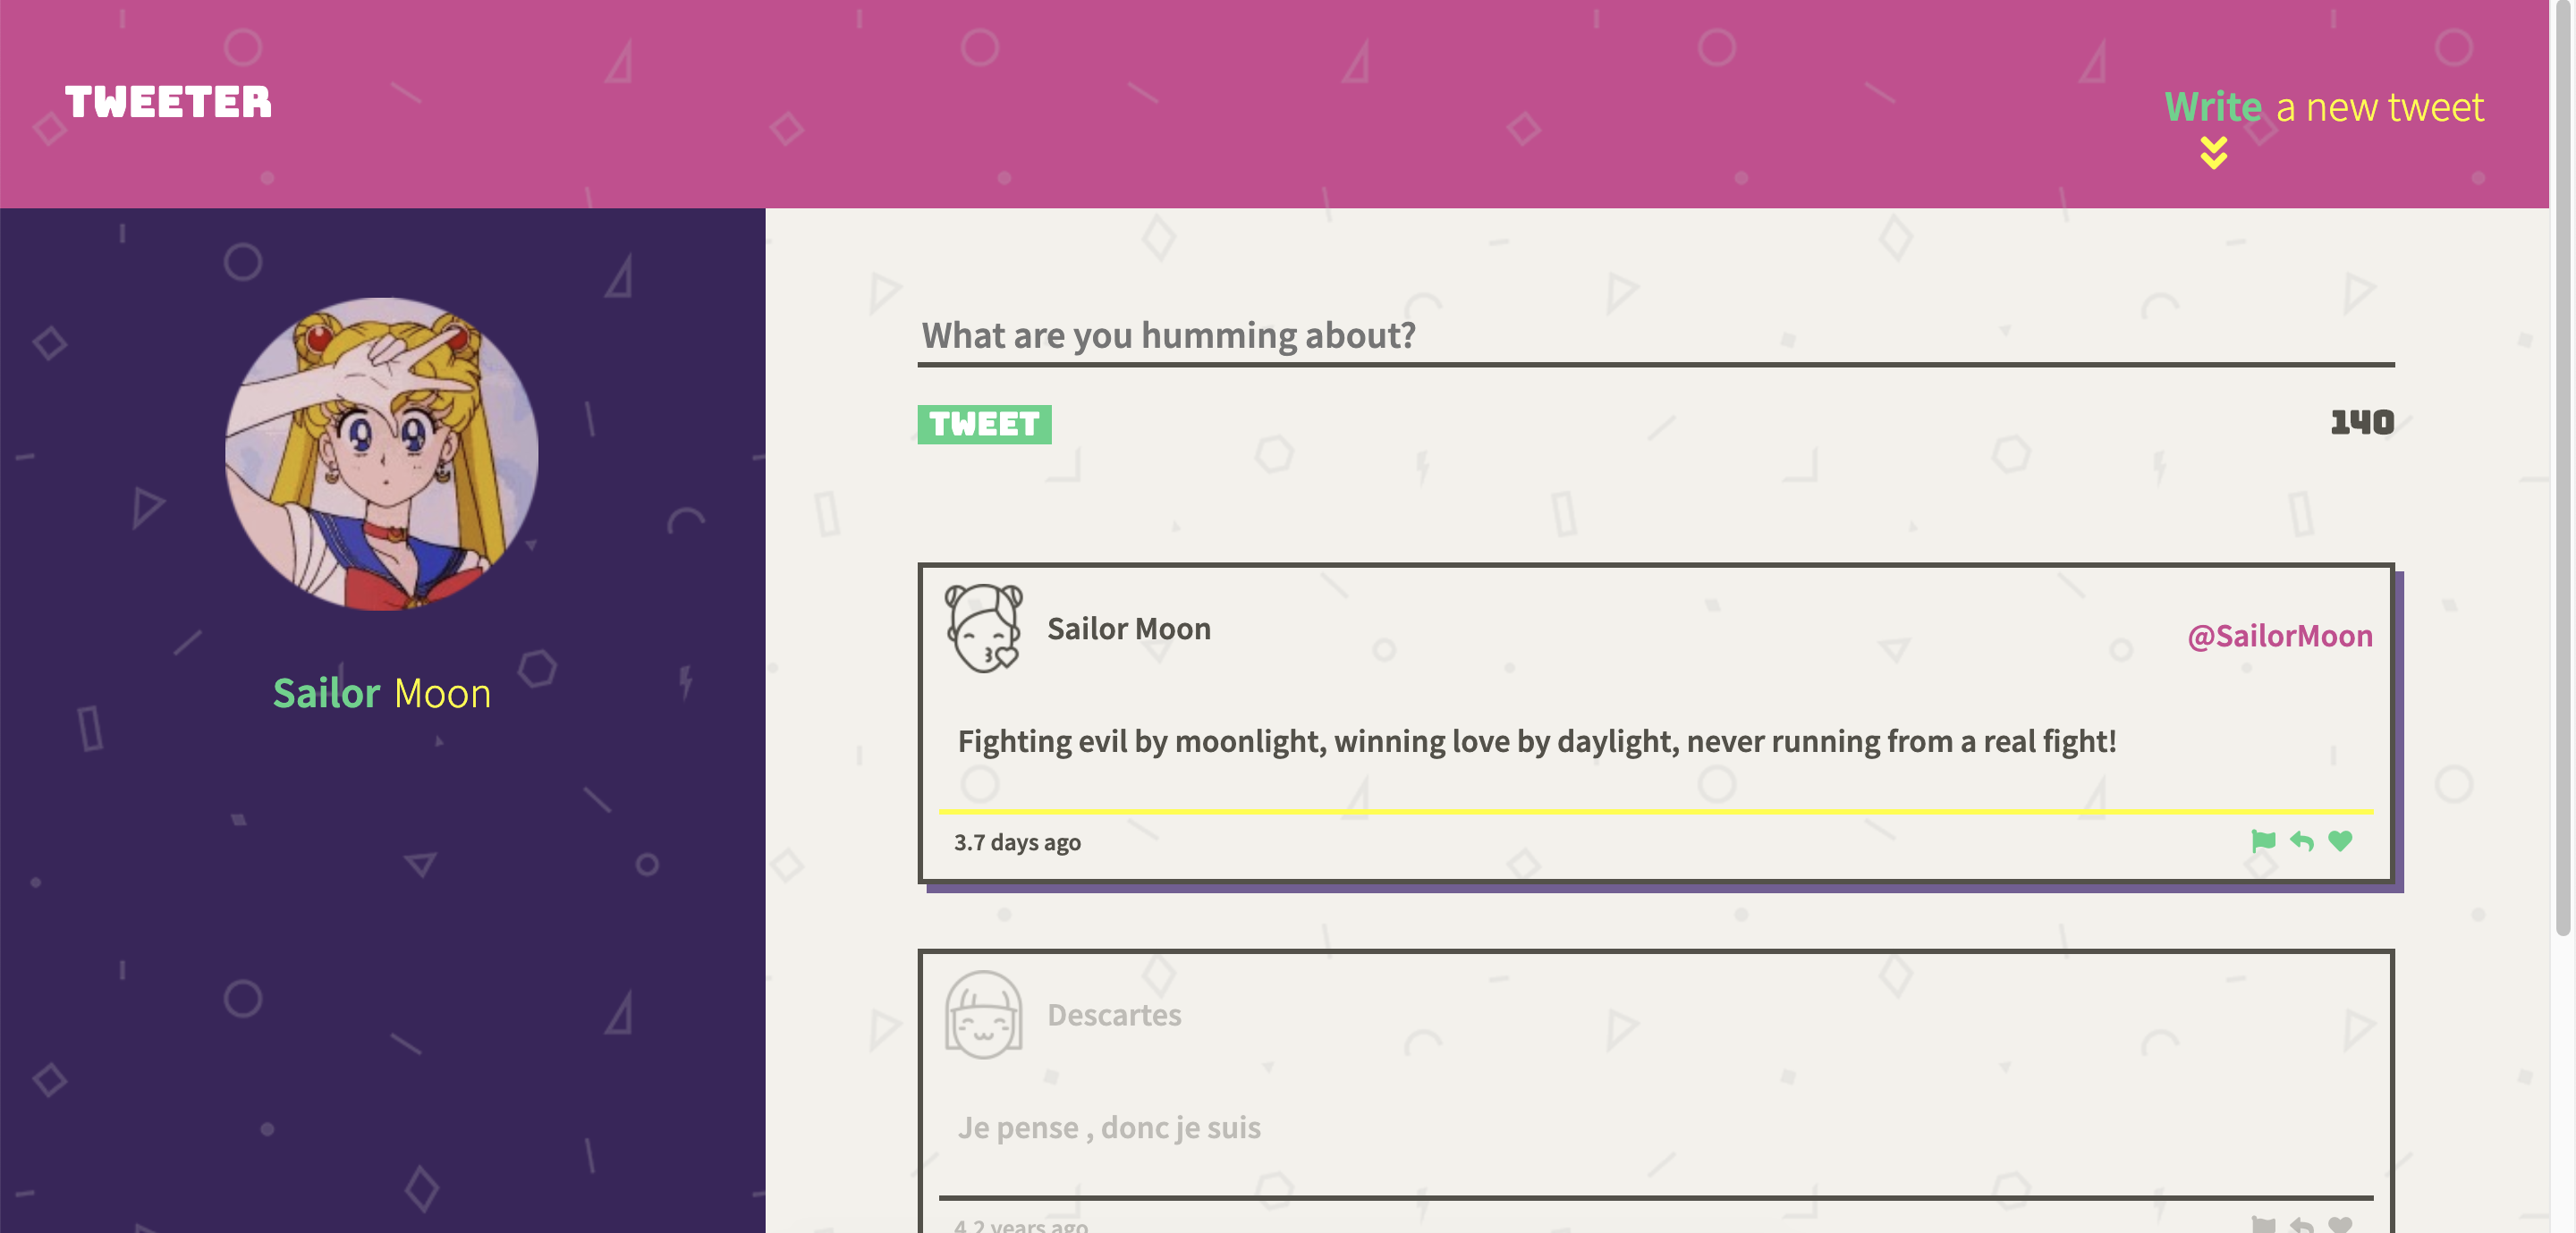 TWEETER
Write a new tweet
Sailor Moon
What are you humming about?
TWEET
140
Sailor Moon
@SailorMoon
Fighting evil by moonlight, winning love by daylight, never running from a real fight!
3.7 days ago
Descartes
Je pense , donc je suis
4.2 years ago